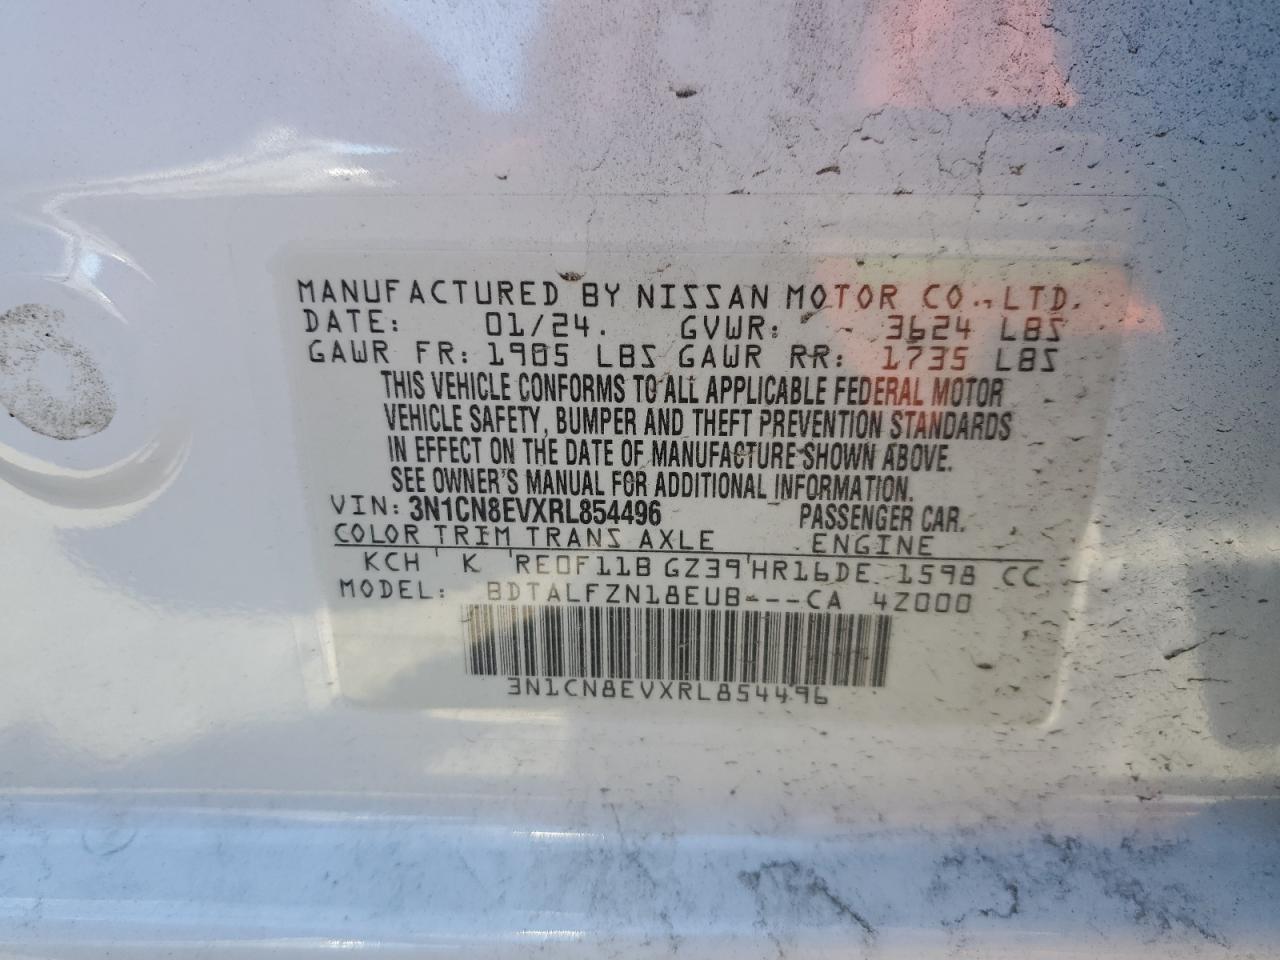 MANUFACTURED BY NISSAN MOTOR CO., LTD.
DATE: 01/24. GVWR: 3624 LBS
GAWR FR: 1905 LBS GAWR RR: 1735 LBS
THIS VEHICLE CONFORMS TO ALL APPLICABLE FEDERAL MOTOR
VEHICLE SAFETY, BUMPER AND THEFT PREVENTION STANDARDS
IN EFFECT ON THE DATE OF MANUFACTURE SHOWN ABOVE.
SEE OWNER'S MANUAL FOR ADDITIONAL INFORMATION.
VIN: 3N1CN8EVXRL854496 PASSENGER CAR.
COLOR TRIM TRANS AXLE ENGINE
KCH K RE0F11B GZ39 HR16DE 1598 CC
MODEL: BDTALFZN18EUB----CA 4Z000
3N1CN8EVXRL854496